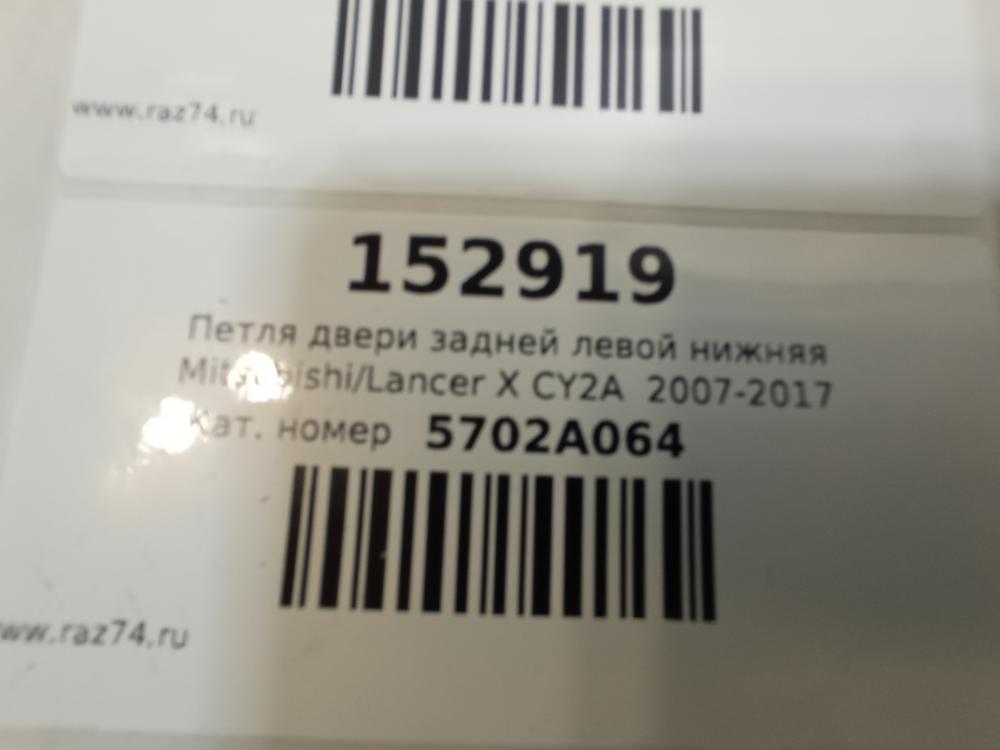 www.raz74.ru
152919
Петля двери задней левой нижняя
Mitsubishi/Lancer X CY2A 2007-2017
Кат. номер 5702A064
www.raz74.ru